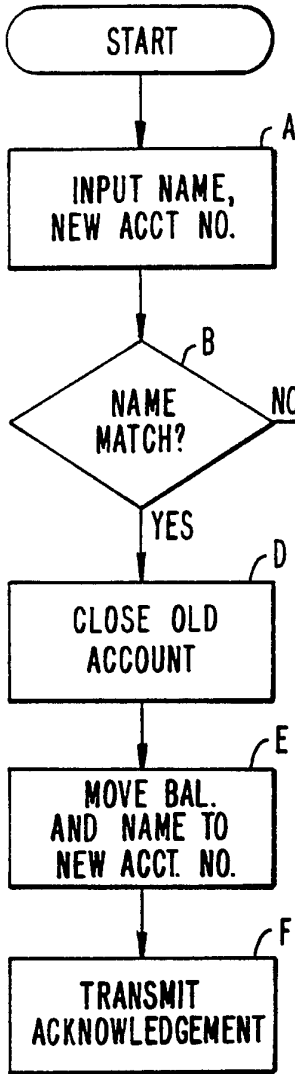 START
A
INPUT NAME,
NEW ACCT NO.
B
NAME
MATCH?
NO
YES
D
CLOSE OLD
ACCOUNT
E
MOVE BAL.
AND NAME TO
NEW ACCT. NO.
F
TRANSMIT
ACKNOWLEDGEMENT